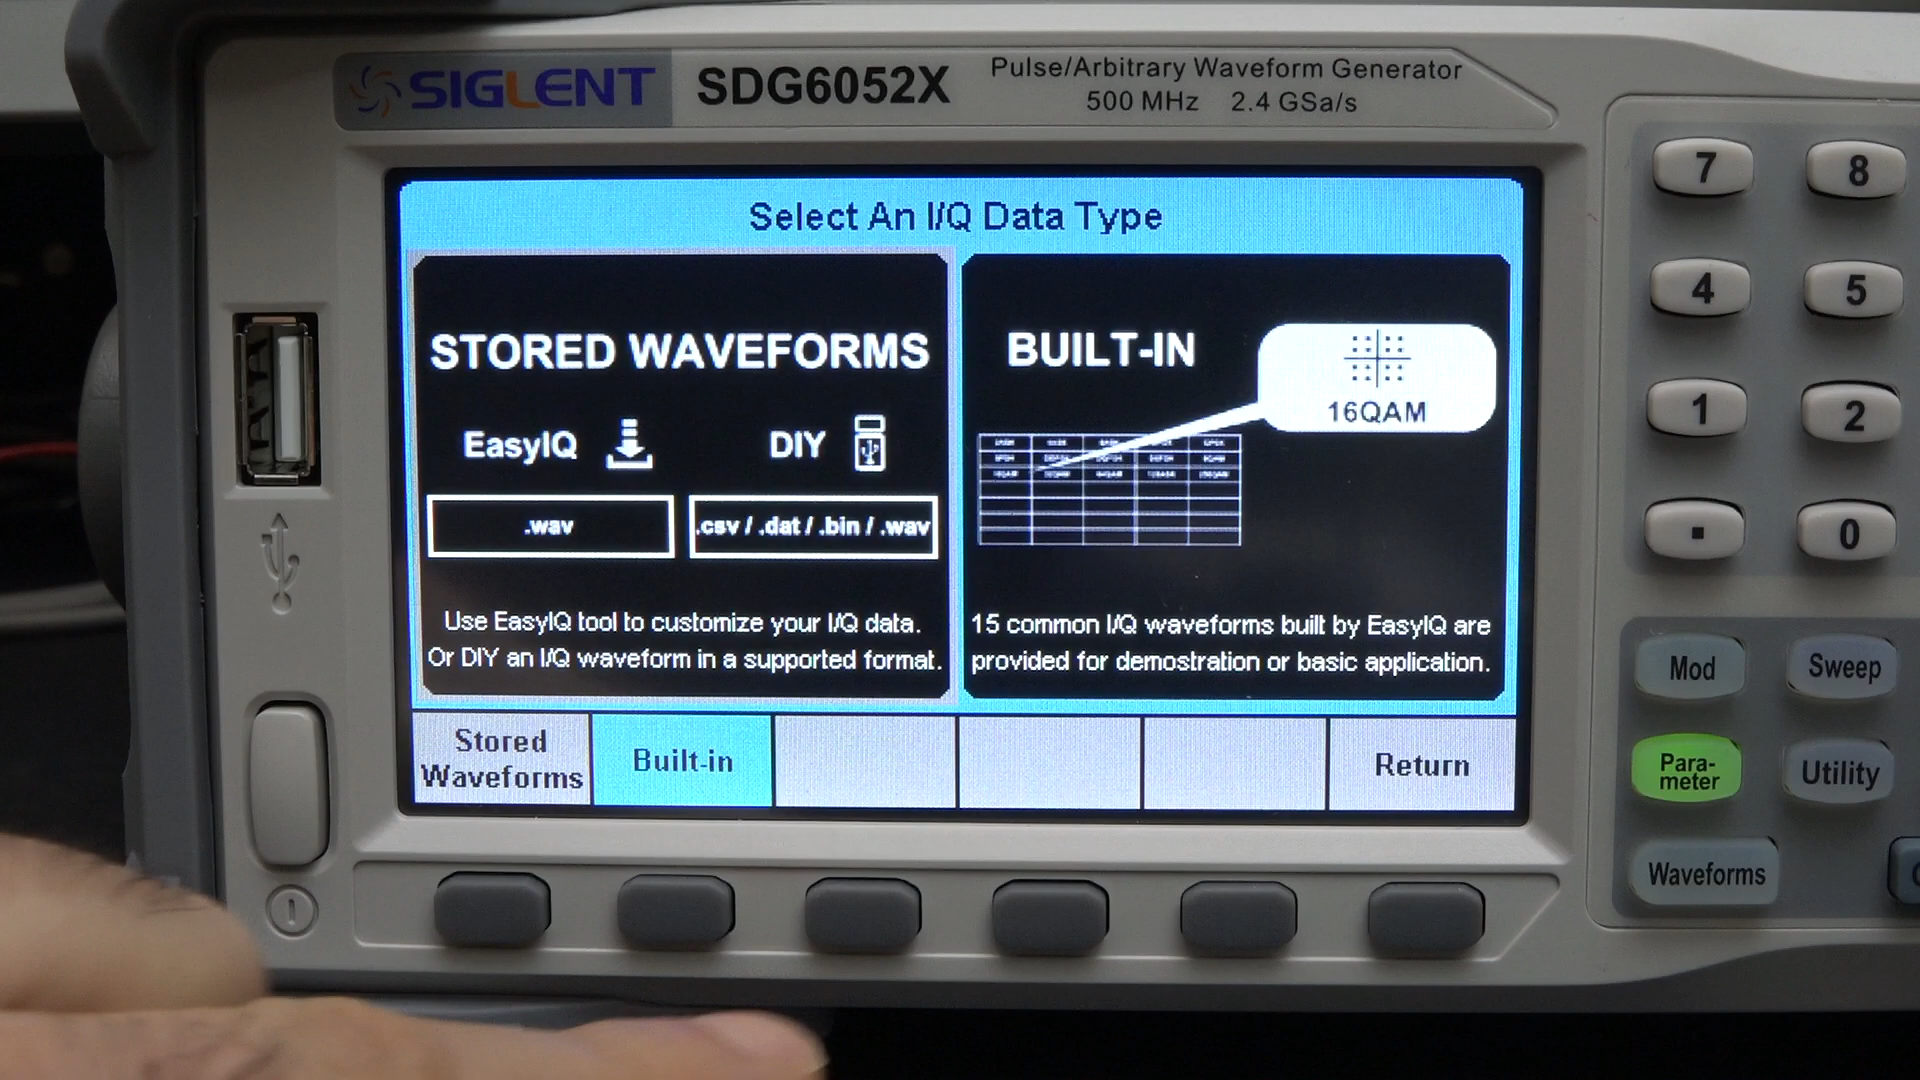 SIGLENT SDG6052X
Pulse/Arbitrary Waveform Generator
500 MHz 2.4 GSa/s
Select An I/Q Data Type
STORED WAVEFORMS
EasyIQ DIY
.wav .csv / .dat / .bin / .wav
Use EasyIQ tool to customize your I/Q data.
Or DIY an I/Q waveform in a supported format.
BUILT-IN
16QAM
15 common I/Q waveforms built by EasyIQ are
provided for demostration or basic application.
Stored
Waveforms
Built-in
Return
7 8
4 5
1 2
. 0
Mod Sweep
Para-
meter
Utility
Waveforms